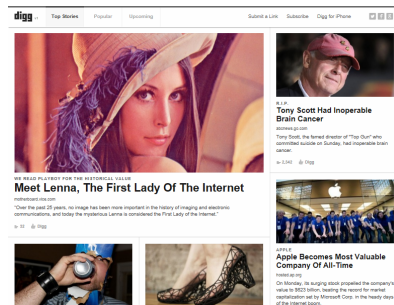 digg
Top Stories
Popular
Upcoming
Submit a Link
Subscribe
Digg for iPhone
WE READ PLAYBOY FOR THE HISTORICAL VALUE
Meet Lenna, The First Lady Of The Internet
motherboard.vice.com
"Over the past 25 years, no image has been more important in the history of imaging and electronic
communications, and today the mysterious Lenna is considered the First Lady of the Internet."
Digg
R.I.P.
Tony Scott Had Inoperable
Brain Cancer
abcnews.go.com
Tony Scott, the famed director of "Top Gun" who
committed suicide on Sunday, had inoperable brain
cancer.
Digg
APPLE
Apple Becomes Most Valuable
Company Of All-Time
hosted.ap.org
On Monday, its surging stock propelled the company's
value to $623 billion, beating the record for market
capitalization set by Microsoft Corp. in the heady days
of the Internet boom.